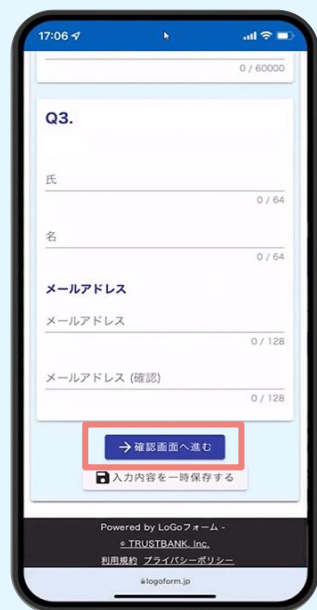 17:06
0 / 60000
Q3.
氏
0 / 64
名
0 / 64
メールアドレス
メールアドレス
0 / 128
メールアドレス (確認)
0 / 128
→確認画面へ進む
入力内容を一時保存する
Powered by LoGoフォーム -
© TRUSTBANK, Inc.
利用規約 プライバシーポリシー
logoform.jp